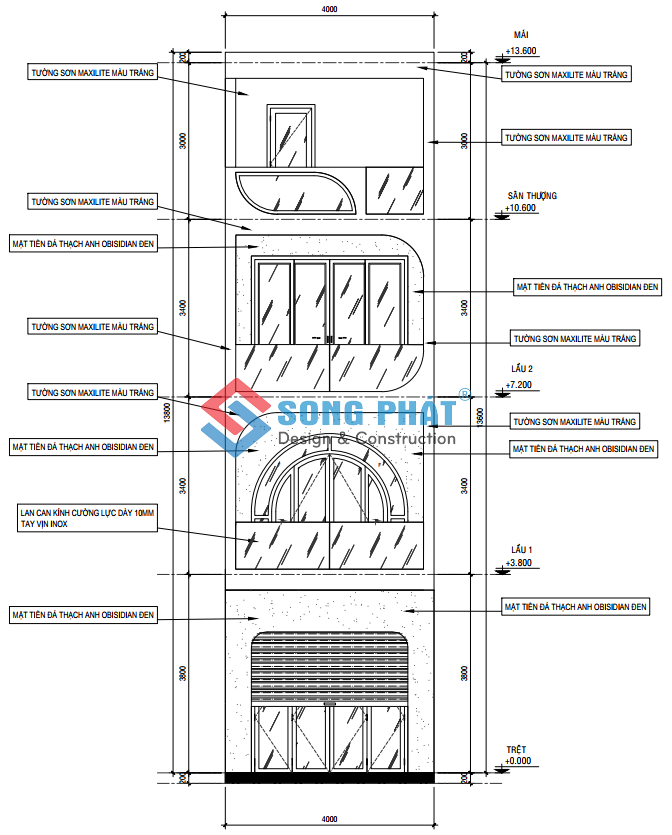 4000
MÁI
+13.600
200
200
TƯỜNG SƠN MAXILITE MÀU TRẮNG
TƯỜNG SƠN MAXILITE MÀU TRẮNG
3000
3000
TƯỜNG SƠN MAXILITE MÀU TRẮNG
TƯỜNG SƠN MAXILITE MÀU TRẮNG
SÂN THƯỢNG
+10.600
MẶT TIỀN ĐÁ THẠCH ANH OBSIDIAN ĐEN
MẶT TIỀN ĐÁ THẠCH ANH OBISIDIAN ĐEN
3400
3400
TƯỜNG SƠN MAXILITE MÀU TRẮNG
TƯỜNG SƠN MAXILITE MÀU TRẮNG
LẦU 2
+7.200
TƯỜNG SƠN MAXILITE MÀU TRẮNG
13800
13600
SONG PHÁT®
Design & Construction
TƯỜNG SƠN MAXILITE MÀU TRẮNG
MẶT TIỀN ĐÁ THẠCH ANH OBISIDIAN ĐEN
MẶT TIỀN ĐÁ THẠCH ANH OBISIDIAN ĐEN
3400
3400
LAN CAN KÍNH CƯỜNG LỰC DÀY 10MM
TAY VỊN INOX
LẦU 1
+3.800
MẶT TIỀN ĐÁ THẠCH ANH OBISIDIAN ĐEN
MẶT TIỀN ĐÁ THẠCH ANH OBISIDIAN ĐEN
3800
3800
TRỆT
+0.000
200
200
4000